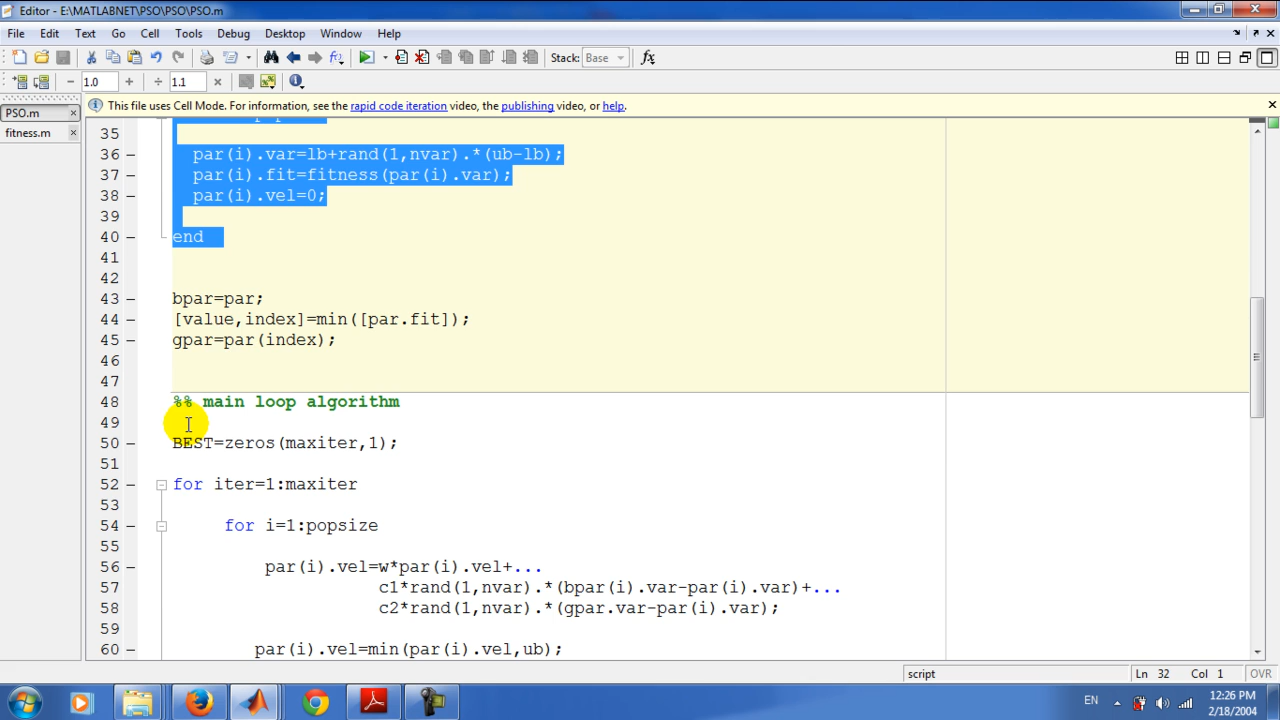 Editor - E:\MATLABNET\PSO\PSO\PSO.m
File Edit Text Go Cell Tools Debug Desktop Window Help
Stack: Base fx
1.0 1.1
This file uses Cell Mode. For information, see the rapid code iteration video, the publishing video, or help.
PSO.m
fitness.m
35
36 par(i).var=lb+rand(1,nvar).*(ub-lb);
37 par(i).fit=fitness(par(i).var);
38 par(i).vel=0;
39
40 end
41
42
43 bpar=par;
44 [value,index]=min([par.fit]);
45 gpar=par(index);
46
47
48 %% main loop algorithm
49
50 BEST=zeros(maxiter,1);
51
52 for iter=1:maxiter
53
54 for i=1:popsize
55
56 par(i).vel=w*par(i).vel+...
57 c1*rand(1,nvar).*(bpar(i).var-par(i).var)+...
58 c2*rand(1,nvar).*(gpar.var-par(i).var);
59
60 par(i).vel=min(par(i).vel,ub);
script Ln 32 Col 1 OVR
EN 12:26 PM
2/18/2004